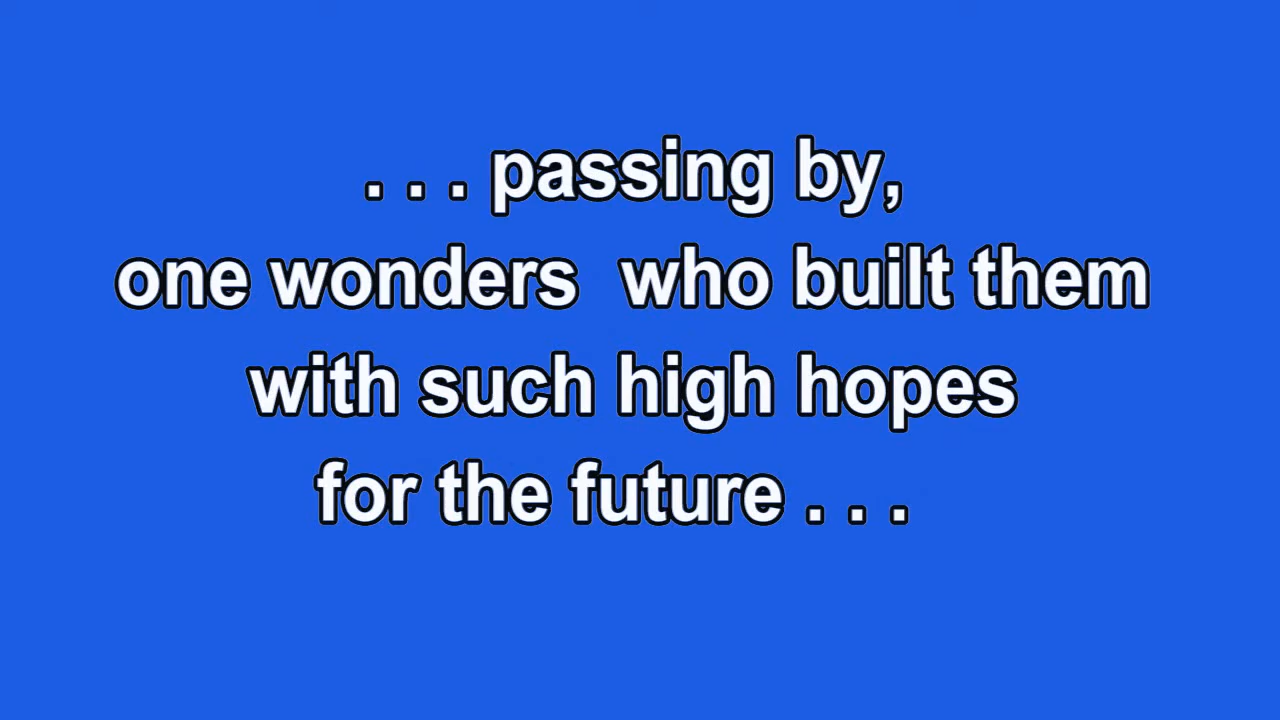 . . . passing by,
one wonders  who built them
with such high hopes
for the future . . .